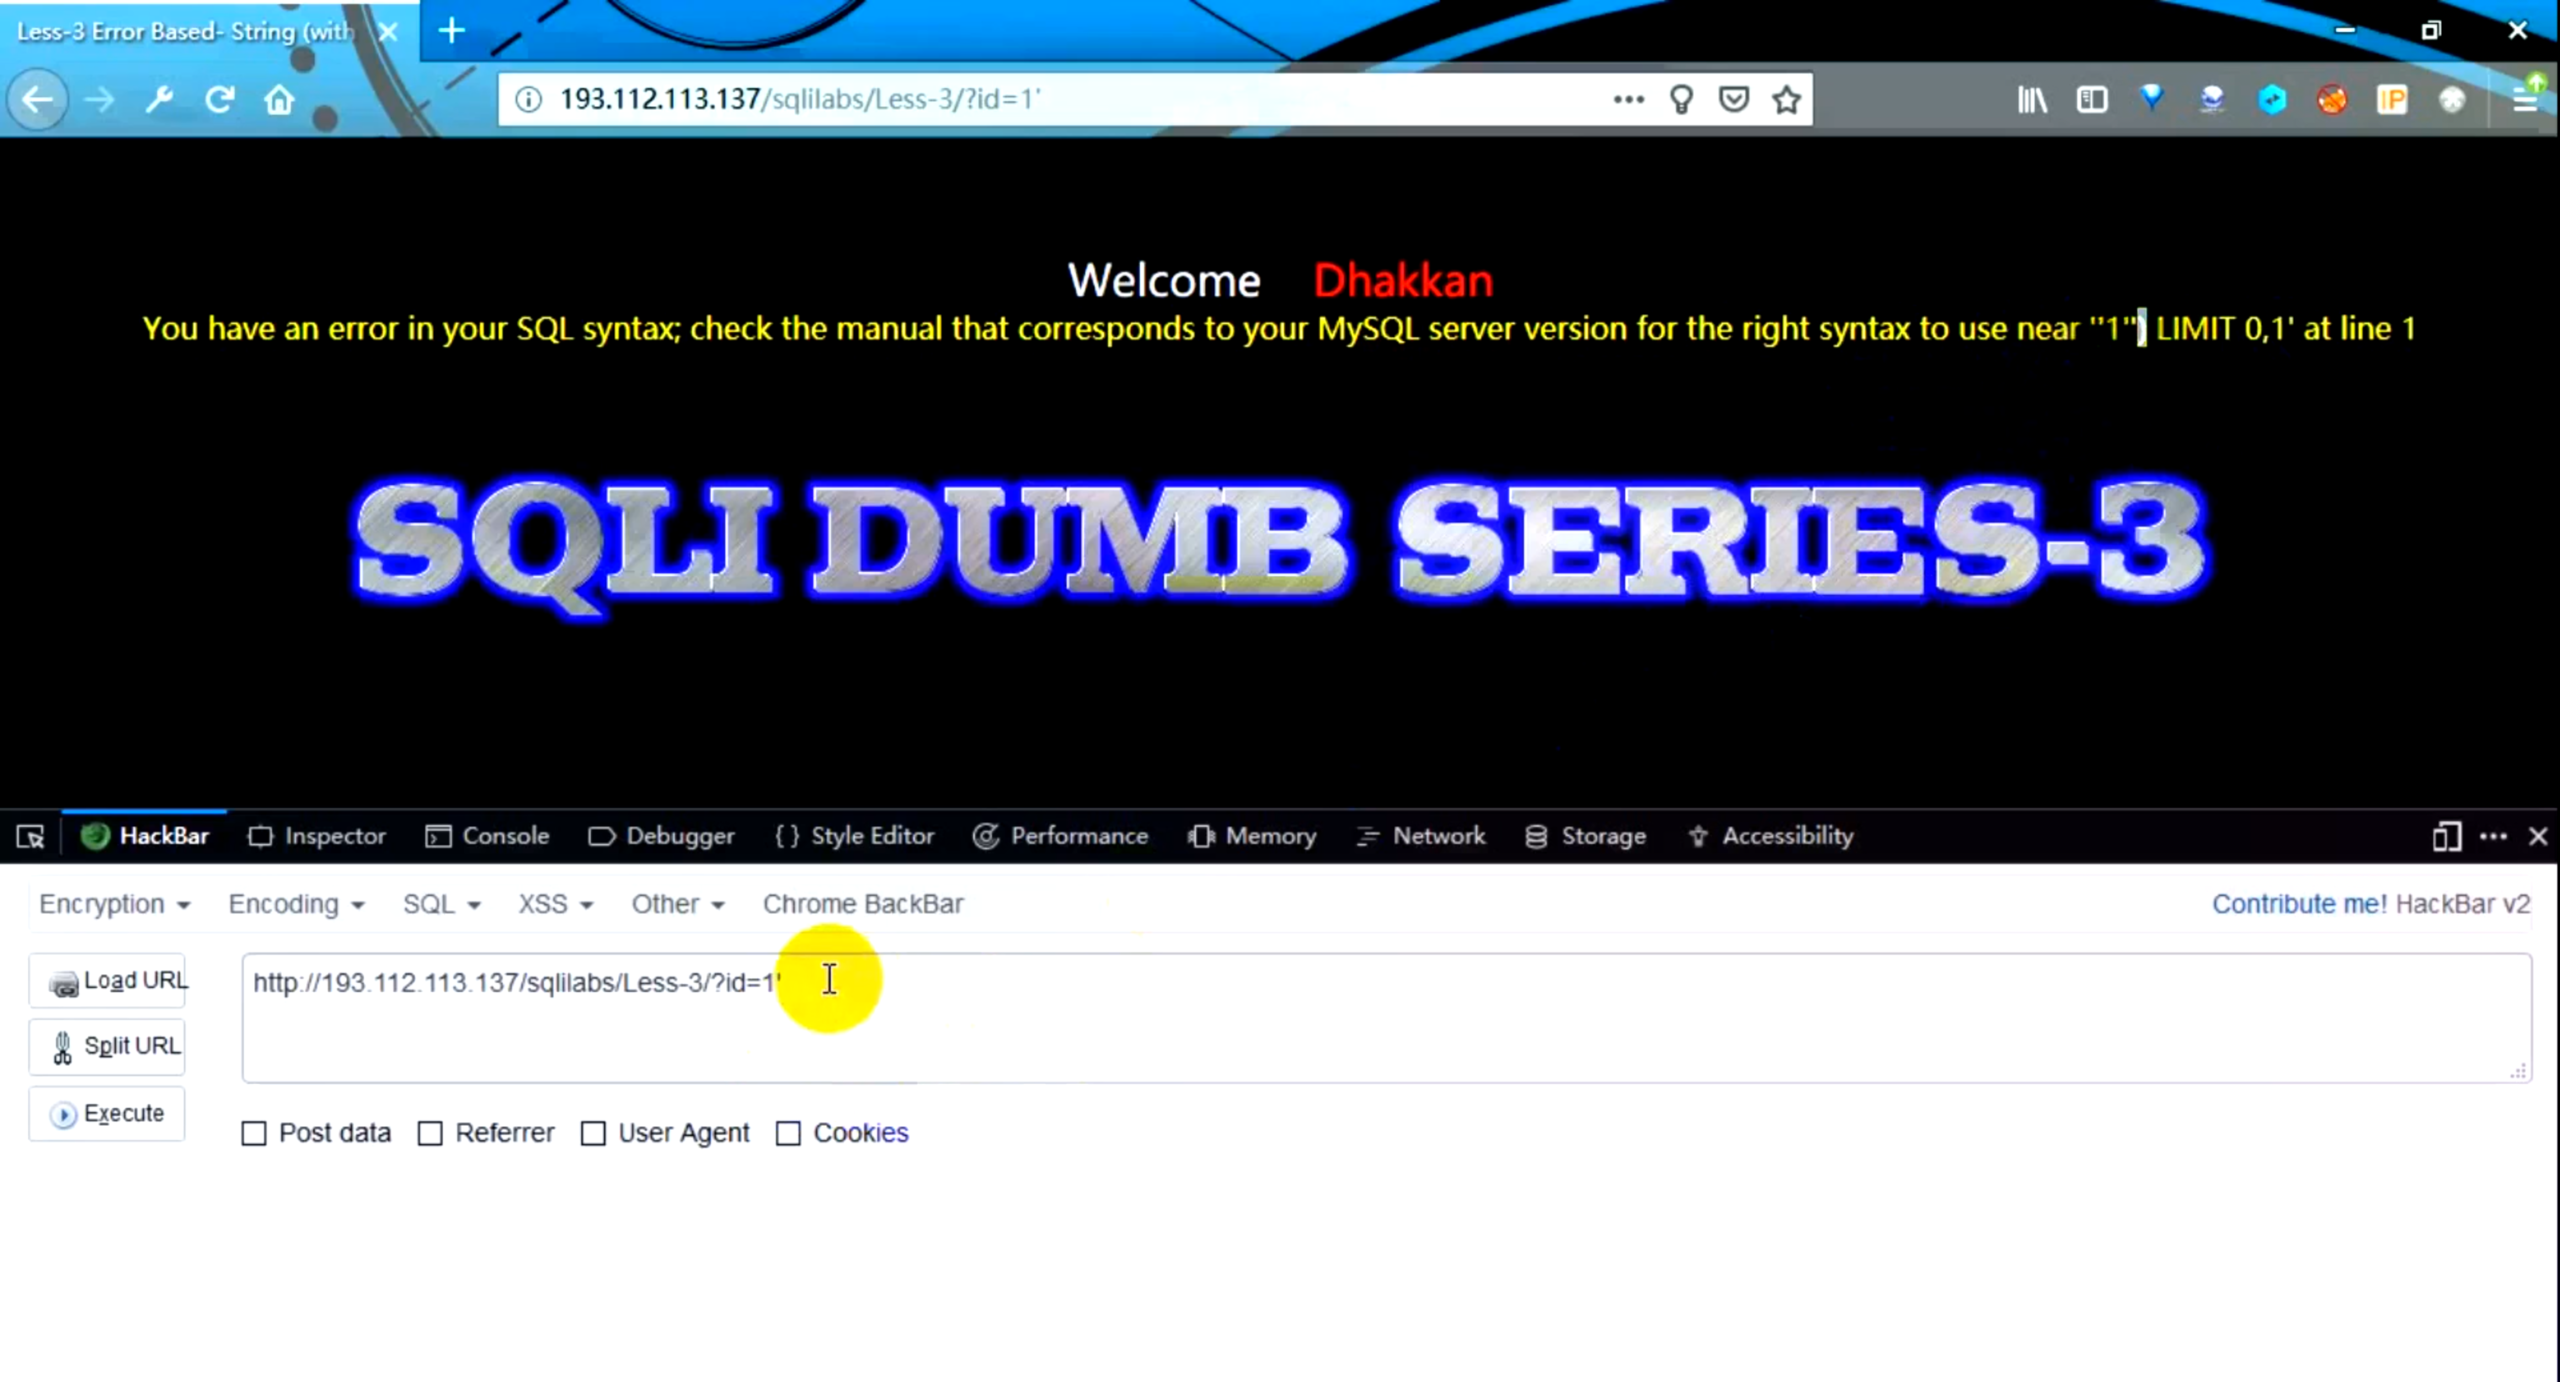 Less-3 Error Based- String (with
193.112.113.137/sqlilabs/Less-3/?id=1'
IP
Welcome Dhakkan
You have an error in your SQL syntax; check the manual that corresponds to your MySQL server version for the right syntax to use near ''1'') LIMIT 0,1' at line 1
SQLI DUMB SERIES-3
HackBar Inspector Console Debugger {} Style Editor Performance Memory Network Storage Accessibility
Encryption Encoding SQL XSS Other Chrome BackBar Contribute me! HackBar v2
Load URL http://193.112.113.137/sqlilabs/Less-3/?id=1'
Split URL
Execute
Post data Referrer User Agent Cookies